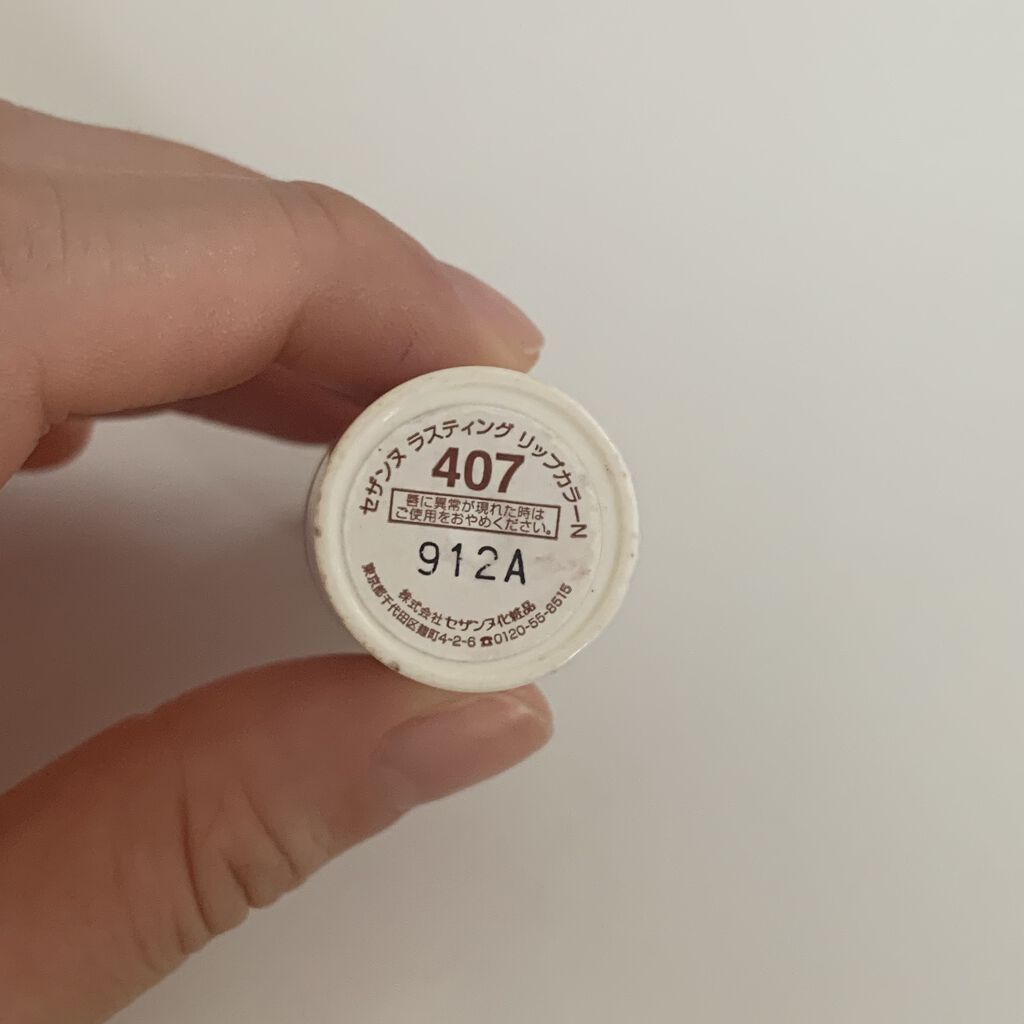 セザンヌ ラスティング リップカラーN
407
唇に異常が現れた時は
ご使用をおやめください。
912A
株式会社 セザンヌ化粧品
東京都千代田区麹町4-2-6 ☎0120-55-8515